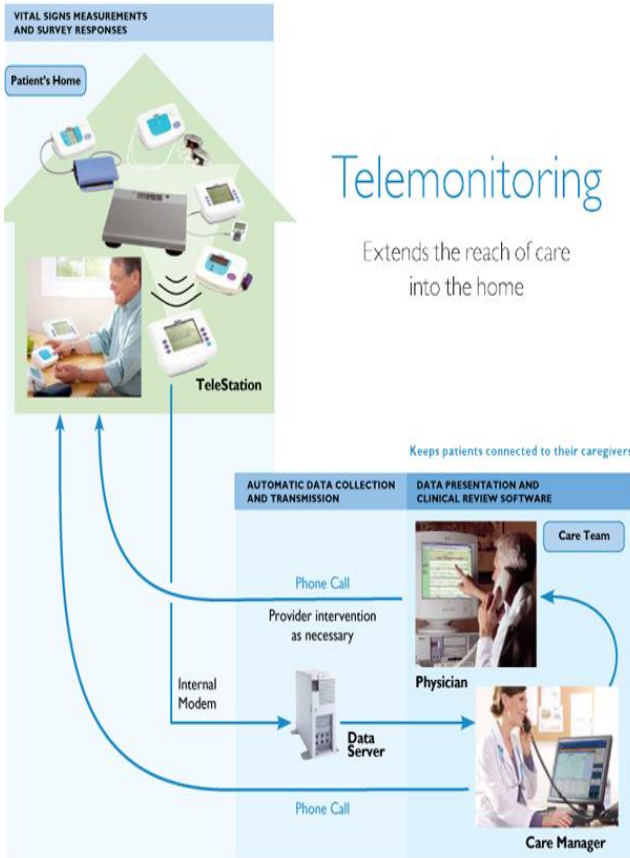 VITAL SIGNS MEASUREMENTS
AND SURVEY RESPONSES
Patient's Home
Telemonitoring
Extends the reach of care
into the home
TeleStation
Keeps patients connected to their caregivers
AUTOMATIC DATA COLLECTION
AND TRANSMISSION
DATA PRESENTATION AND
CLINICAL REVIEW SOFTWARE
Care Team
Phone Call
Provider intervention
as necessary
Physician
Internal
Modem
Data
Server
Phone Call
Care Manager